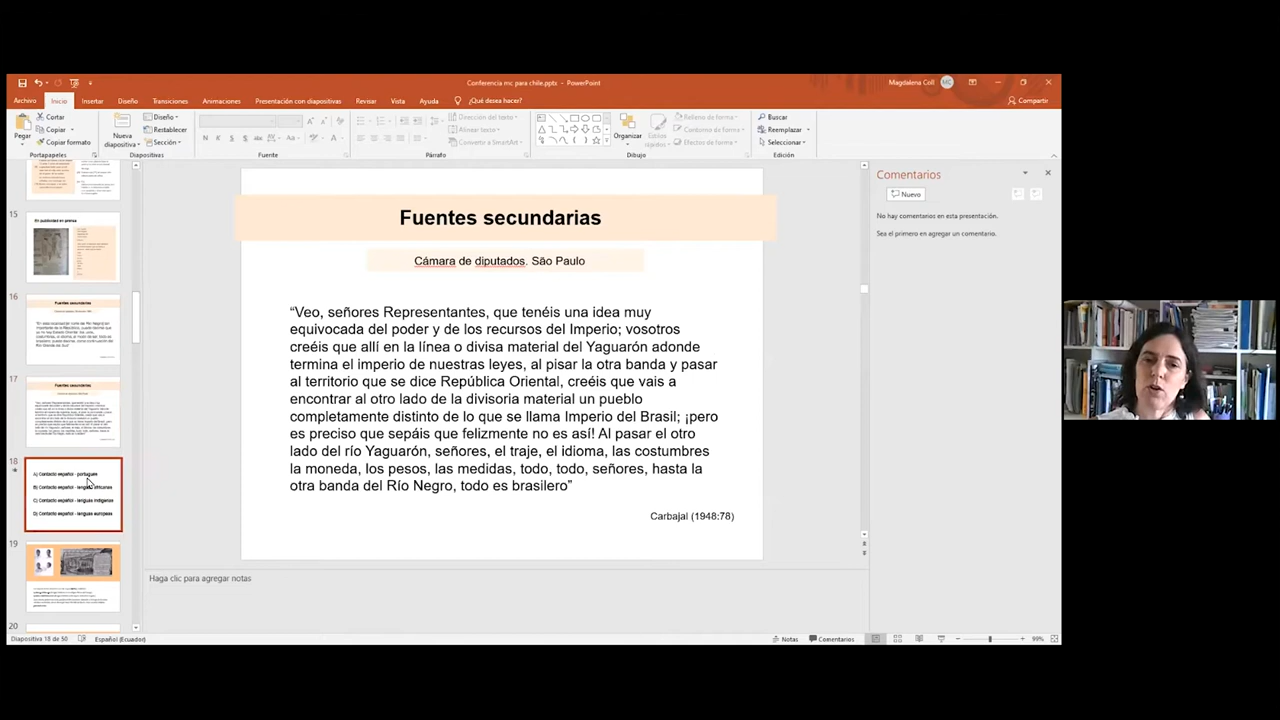 Conferencia mc para chile.pptx - PowerPoint
Magdalena Coll
MC
Archivo
Inicio
Insertar
Diseño
Transiciones
Animaciones
Presentación con diapositivas
Revisar
Vista
Ayuda
¿Qué desea hacer?
Compartir
Pegar
Cortar
Copiar
Copiar formato
Portapapeles
Nueva
diapositiva
Diseño
Restablecer
Sección
Diapositivas
N
K
S
Fuente
Dirección del texto
Alinear texto
Convertir a SmartArt
Párrafo
Organizar
Estilos
rápidos
Relleno de forma
Contorno de forma
Efectos de forma
Dibujo
Buscar
Reemplazar
Seleccionar
Edición
15
En publicidad en prensa
16
Fuentes secundarias
17
Fuentes secundarias
18
A) Contacto español - portugués
B) Contacto español - lenguas africanas
C) Contacto español - lenguas indígenas
D) Contacto español - lenguas europeas
19
20
Fuentes secundarias
Cámara de diputados. São Paulo
“Veo, señores Representantes, que tenéis una idea muy
equivocada del poder y de los recursos del Imperio; vosotros
creéis que allí en la línea o divisa material del Yaguarón adonde
termina el imperio de nuestras leyes, al pisar la otra banda y pasar
al territorio que se dice República Oriental, creéis que vais a
encontrar al otro lado de la divisa material un pueblo
completamente distinto de lo que se llama Imperio del Brasil; ¡pero
es preciso que sepáis que felizmente no es así! Al pasar el otro
lado del río Yaguarón, señores, el traje, el idioma, las costumbres
la moneda, los pesos, las medidas, todo, todo, señores, hasta la
otra banda del Río Negro, todo es brasilero”
Carbajal (1948:78)
Haga clic para agregar notas
Comentarios
Nuevo
No hay comentarios en esta presentación.
Sea el primero en agregar un comentario.
Diapositiva 18 de 50
Español (Ecuador)
Notas
Comentarios
99%